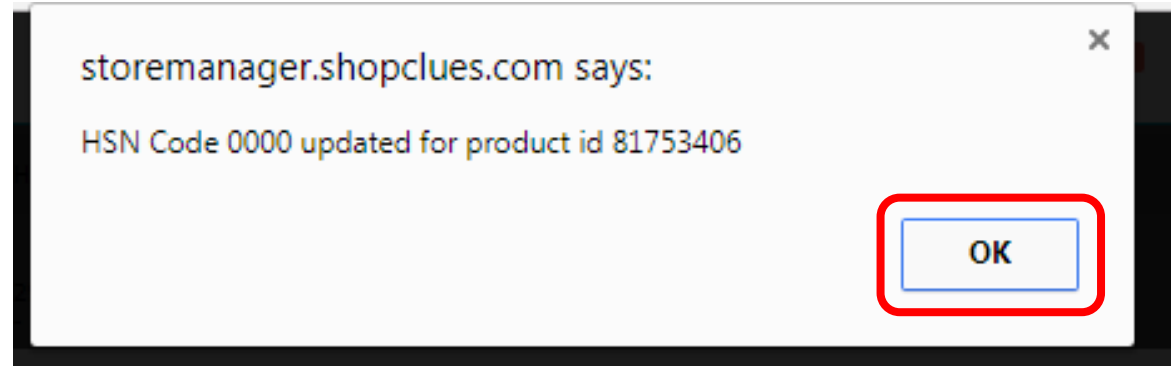 storemanager.shopclues.com says:
HSN Code 0000 updated for product id 81753406
OK